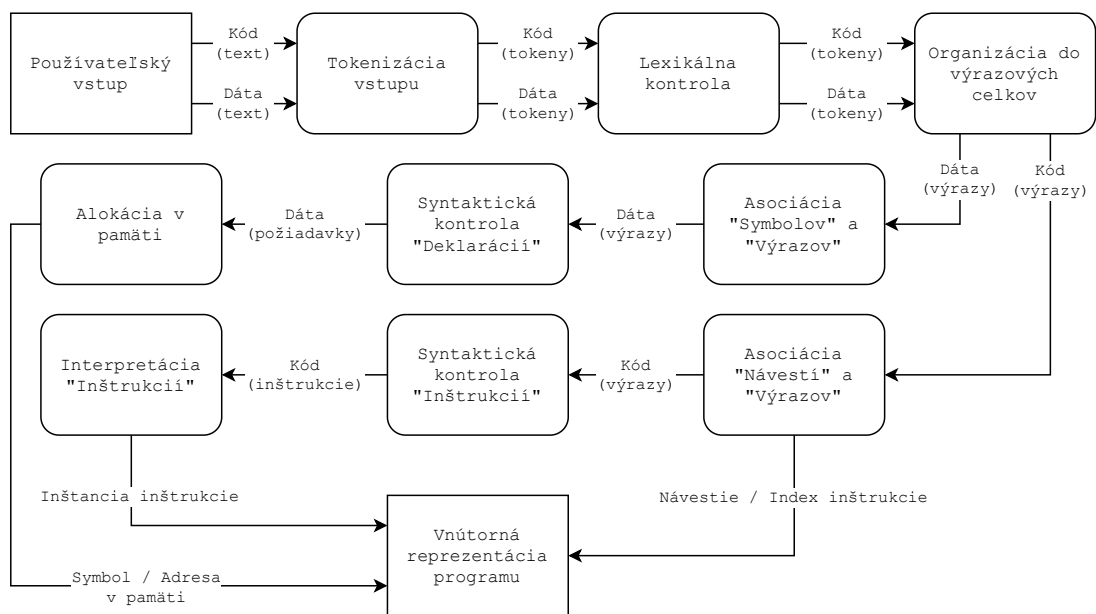 Používateľský
vstup
Kód
(text)
Dáta
(text)
Tokenizácia
vstupu
Kód
(tokeny)
Dáta
(tokeny)
Lexikálna
kontrola
Kód
(tokeny)
Dáta
(tokeny)
Organizácia do
výrazových
celkov
Dáta
(výrazy)
Kód
(výrazy)
Asociácia
"Symbolov" a
"Výrazov"
Dáta
(výrazy)
Syntaktická
kontrola
"Deklarácií"
Dáta
(požiadavky)
Alokácia v
pamäti
Asociácia
"Návestí" a
"Výrazov"
Kód
(výrazy)
Syntaktická
kontrola
"Inštrukcií"
Kód
(inštrukcie)
Interpretácia
"Inštrukcií"
Inštancia inštrukcie
Návestie / Index inštrukcie
Vnútorná
reprezentácia
programu
Symbol / Adresa
v pamäti